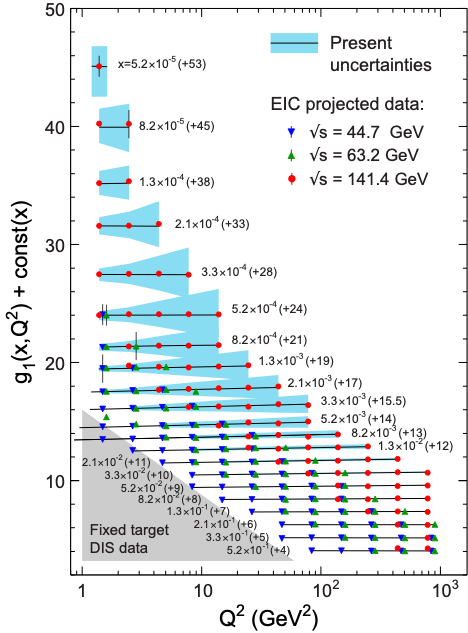 50
40
30
20
10
g₁(x,Q²) + const(x)
Present
uncertainties
EIC projected data:
√s = 44.7 GeV
√s = 63.2 GeV
√s = 141.4 GeV
x=5.2×10⁻⁵(+53)
8.2×10⁻⁵(+45)
1.3×10⁻⁴(+38)
2.1×10⁻⁴(+33)
3.3×10⁻⁴(+28)
5.2×10⁻⁴(+24)
8.2×10⁻⁴(+21)
1.3×10⁻³(+19)
2.1×10⁻³(+17)
3.3×10⁻³(+15.5)
5.2×10⁻³(+14)
8.2×10⁻³(+13)
1.3×10⁻²(+12)
2.1×10⁻²(+11)
3.3×10⁻²(+10)
5.2×10⁻²(+9)
8.2×10⁻²(+8)
1.3×10⁻¹(+7)
2.1×10⁻¹(+6)
3.3×10⁻¹(+5)
5.2×10⁻¹(+4)
Fixed target
DIS data
1 10 10² 10³
Q² (GeV²)